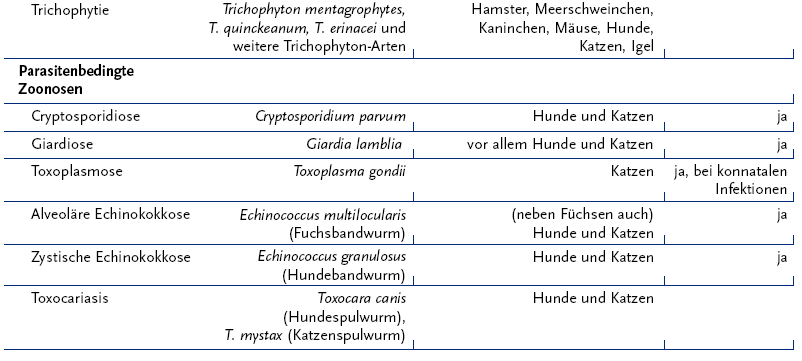 Trichophytie Trichophyton mentagrophytes, Hamster, Meerschweinchen,
T. quinckeanum, T. erinacei und Kaninchen, Mäuse, Hunde,
weitere Trichophyton-Arten Katzen, Igel
Parasitenbedingte
Zoonosen
Cryptosporidiose Cryptosporidium parvum Hunde und Katzen ja
Giardiose Giardia lamblia vor allem Hunde und Katzen ja
Toxoplasmose Toxoplasma gondii Katzen ja, bei konnatalen
Infektionen
Alveoläre Echinokokkose Echinococcus multilocularis (neben Füchsen auch) ja
(Fuchsbandwurm) Hunde und Katzen
Zystische Echinokokkose Echinococcus granulosus Hunde und Katzen ja
(Hundebandwurm)
Toxocariasis Toxocara canis Hunde und Katzen
(Hundespulwurm),
T. mystax (Katzenspulwurm)